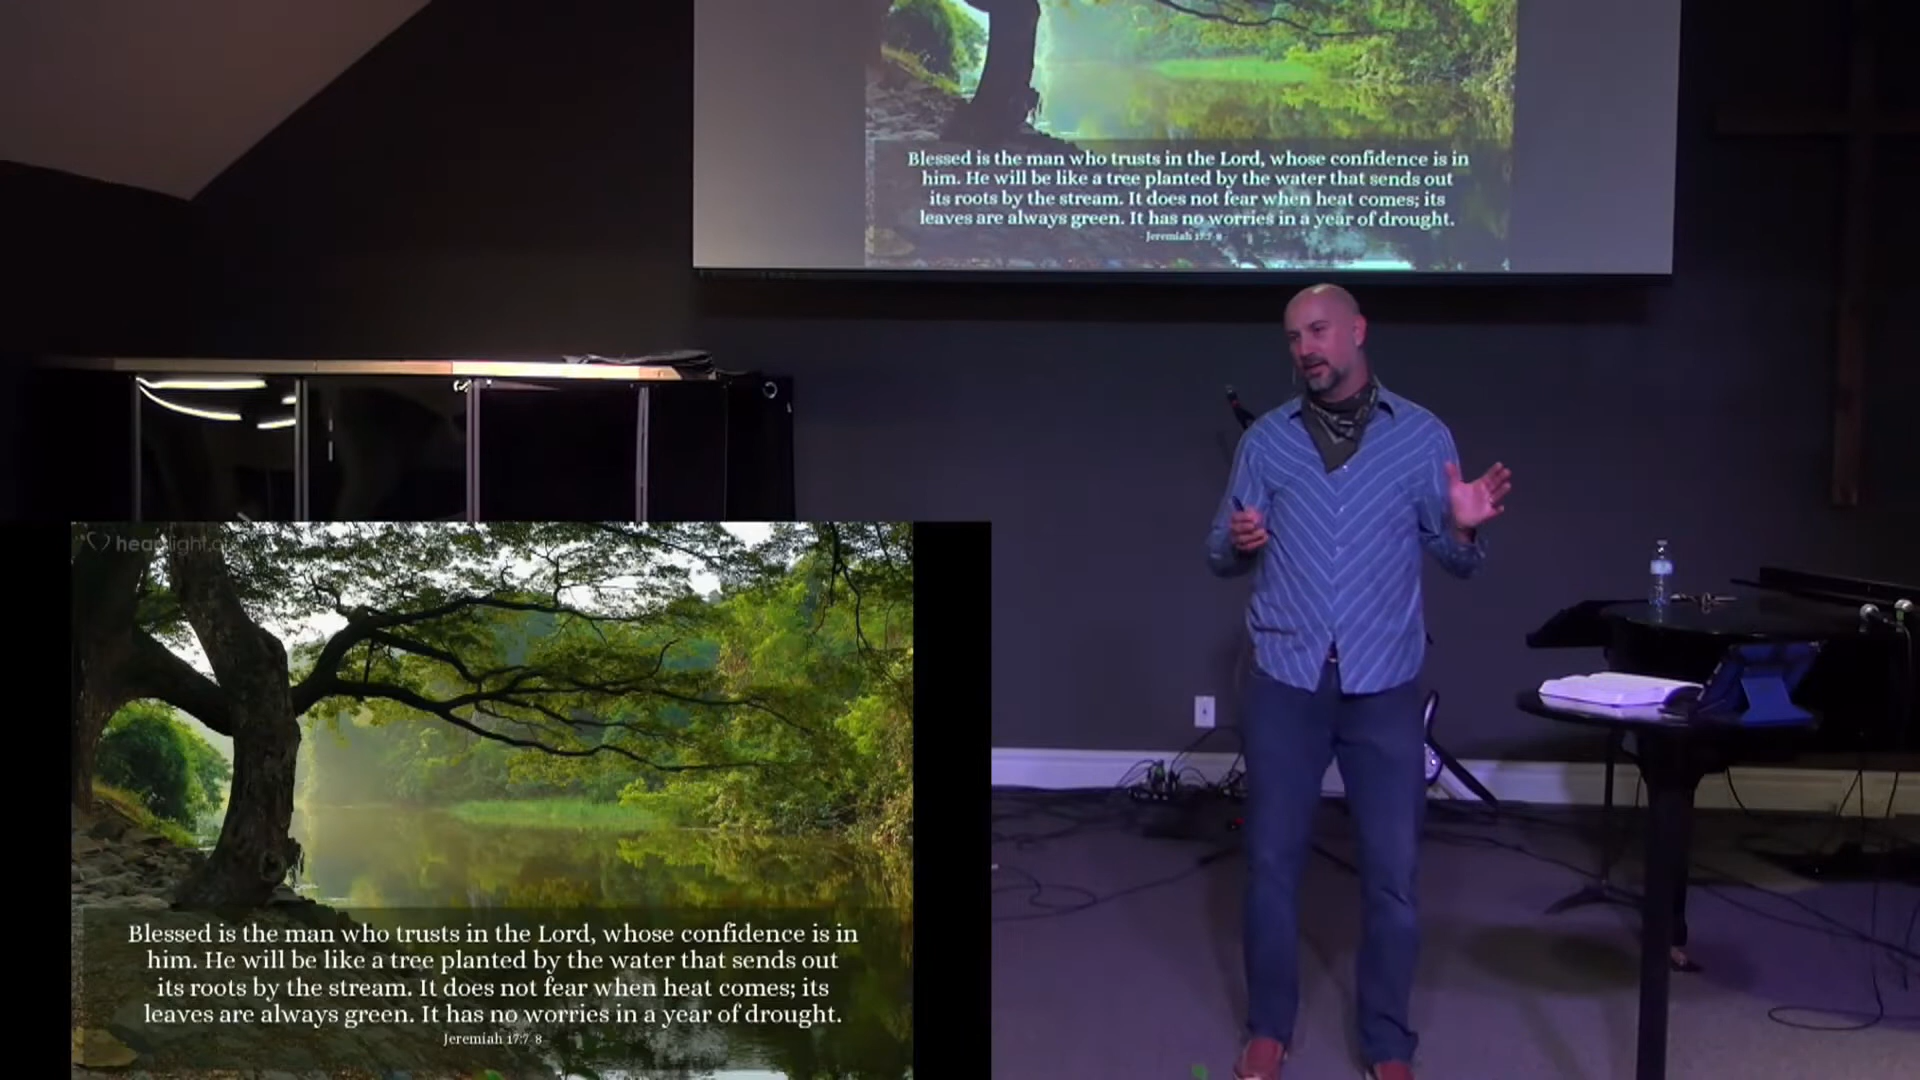 Blessed is the man who trusts in the Lord, whose confidence is in
him. He will be like a tree planted by the water that sends out
its roots by the stream. It does not fear when heat comes; its
leaves are always green. It has no worries in a year of drought.
Jeremiah 17:7-8
heartlight.org
Blessed is the man who trusts in the Lord, whose confidence is in
him. He will be like a tree planted by the water that sends out
its roots by the stream. It does not fear when heat comes; its
leaves are always green. It has no worries in a year of drought.
Jeremiah 17:7-8